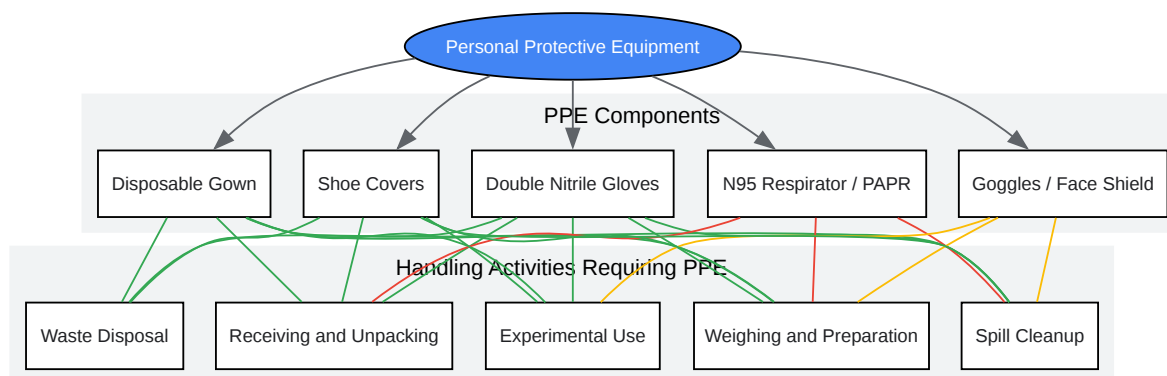 Personal Protective Equipment
PPE Components
Disposable Gown
Shoe Covers
Double Nitrile Gloves
N95 Respirator / PAPR
Goggles / Face Shield
Handling Activities Requiring PPE
Waste Disposal
Receiving and Unpacking
Experimental Use
Weighing and Preparation
Spill Cleanup